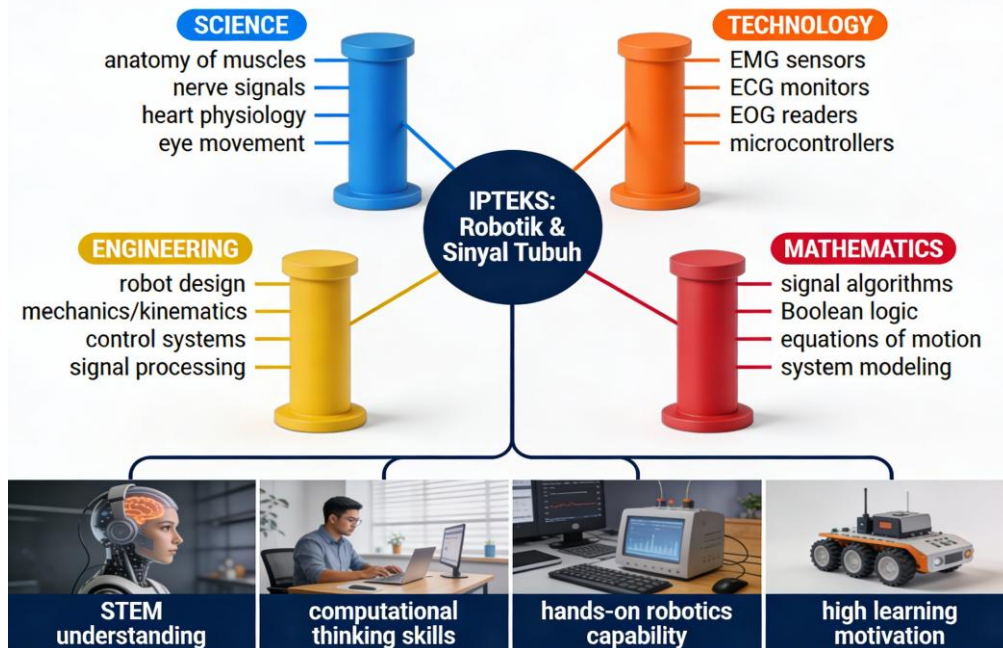 SCIENCE
anatomy of muscles
nerve signals
heart physiology
eye movement
TECHNOLOGY
EMG sensors
ECG monitors
EOG readers
microcontrollers
IPTEKS:
Robotik &
Sinyal Tubuh
ENGINEERING
robot design
mechanics/kinematics
control systems
signal processing
MATHEMATICS
signal algorithms
Boolean logic
equations of motion
system modeling
STEM
understanding
computational
thinking skills
hands-on robotics
capability
high learning
motivation